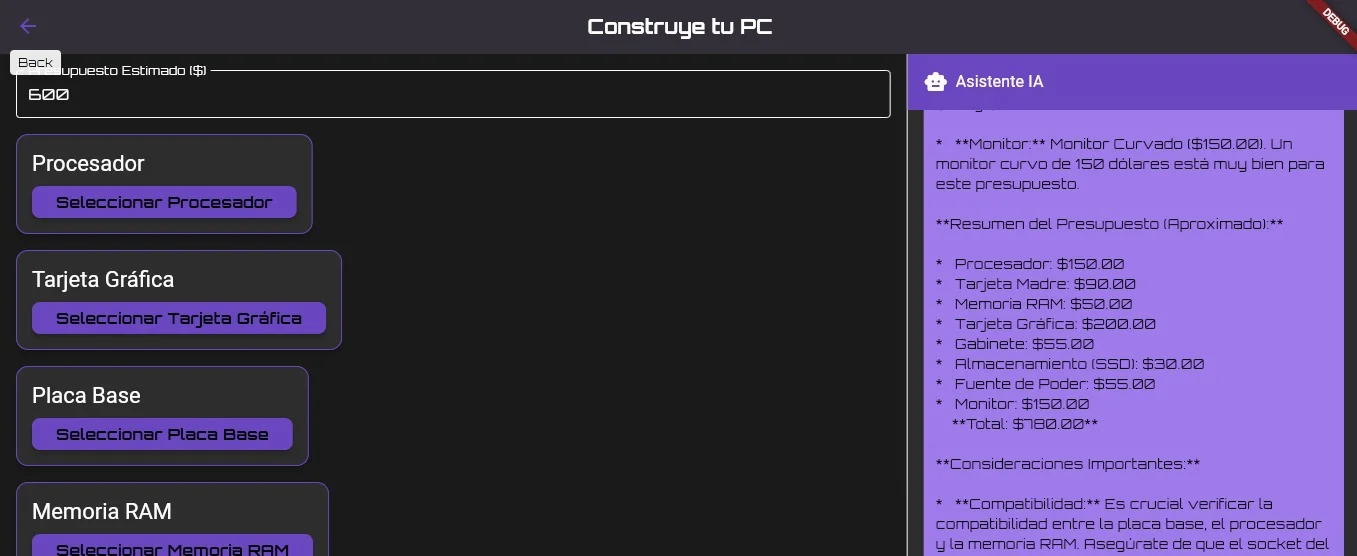 Construye tu PC
DEBUG
Back
Presupuesto Estimado ($)
600
Procesador
Seleccionar Procesador
Tarjeta Gráfica
Seleccionar Tarjeta Gráfica
Placa Base
Seleccionar Placa Base
Memoria RAM
Seleccionar Memoria RAM
Asistente IA
*   **Monitor:** Monitor Curvado ($150.00). Un
monitor curvo de 150 dólares está muy bien para
este presupuesto.
**Resumen del Presupuesto (Aproximado):**
*   Procesador: $150.00
*   Tarjeta Madre: $90.00
*   Memoria RAM: $50.00
*   Tarjeta Gráfica: $200.00
*   Gabinete: $55.00
*   Almacenamiento (SSD): $30.00
*   Fuente de Poder: $55.00
*   Monitor: $150.00
**Total: $780.00**
**Consideraciones Importantes:**
*   **Compatibilidad:** Es crucial verificar la
compatibilidad entre la placa base, el procesador
y la memoria RAM. Asegúrate de que el socket del